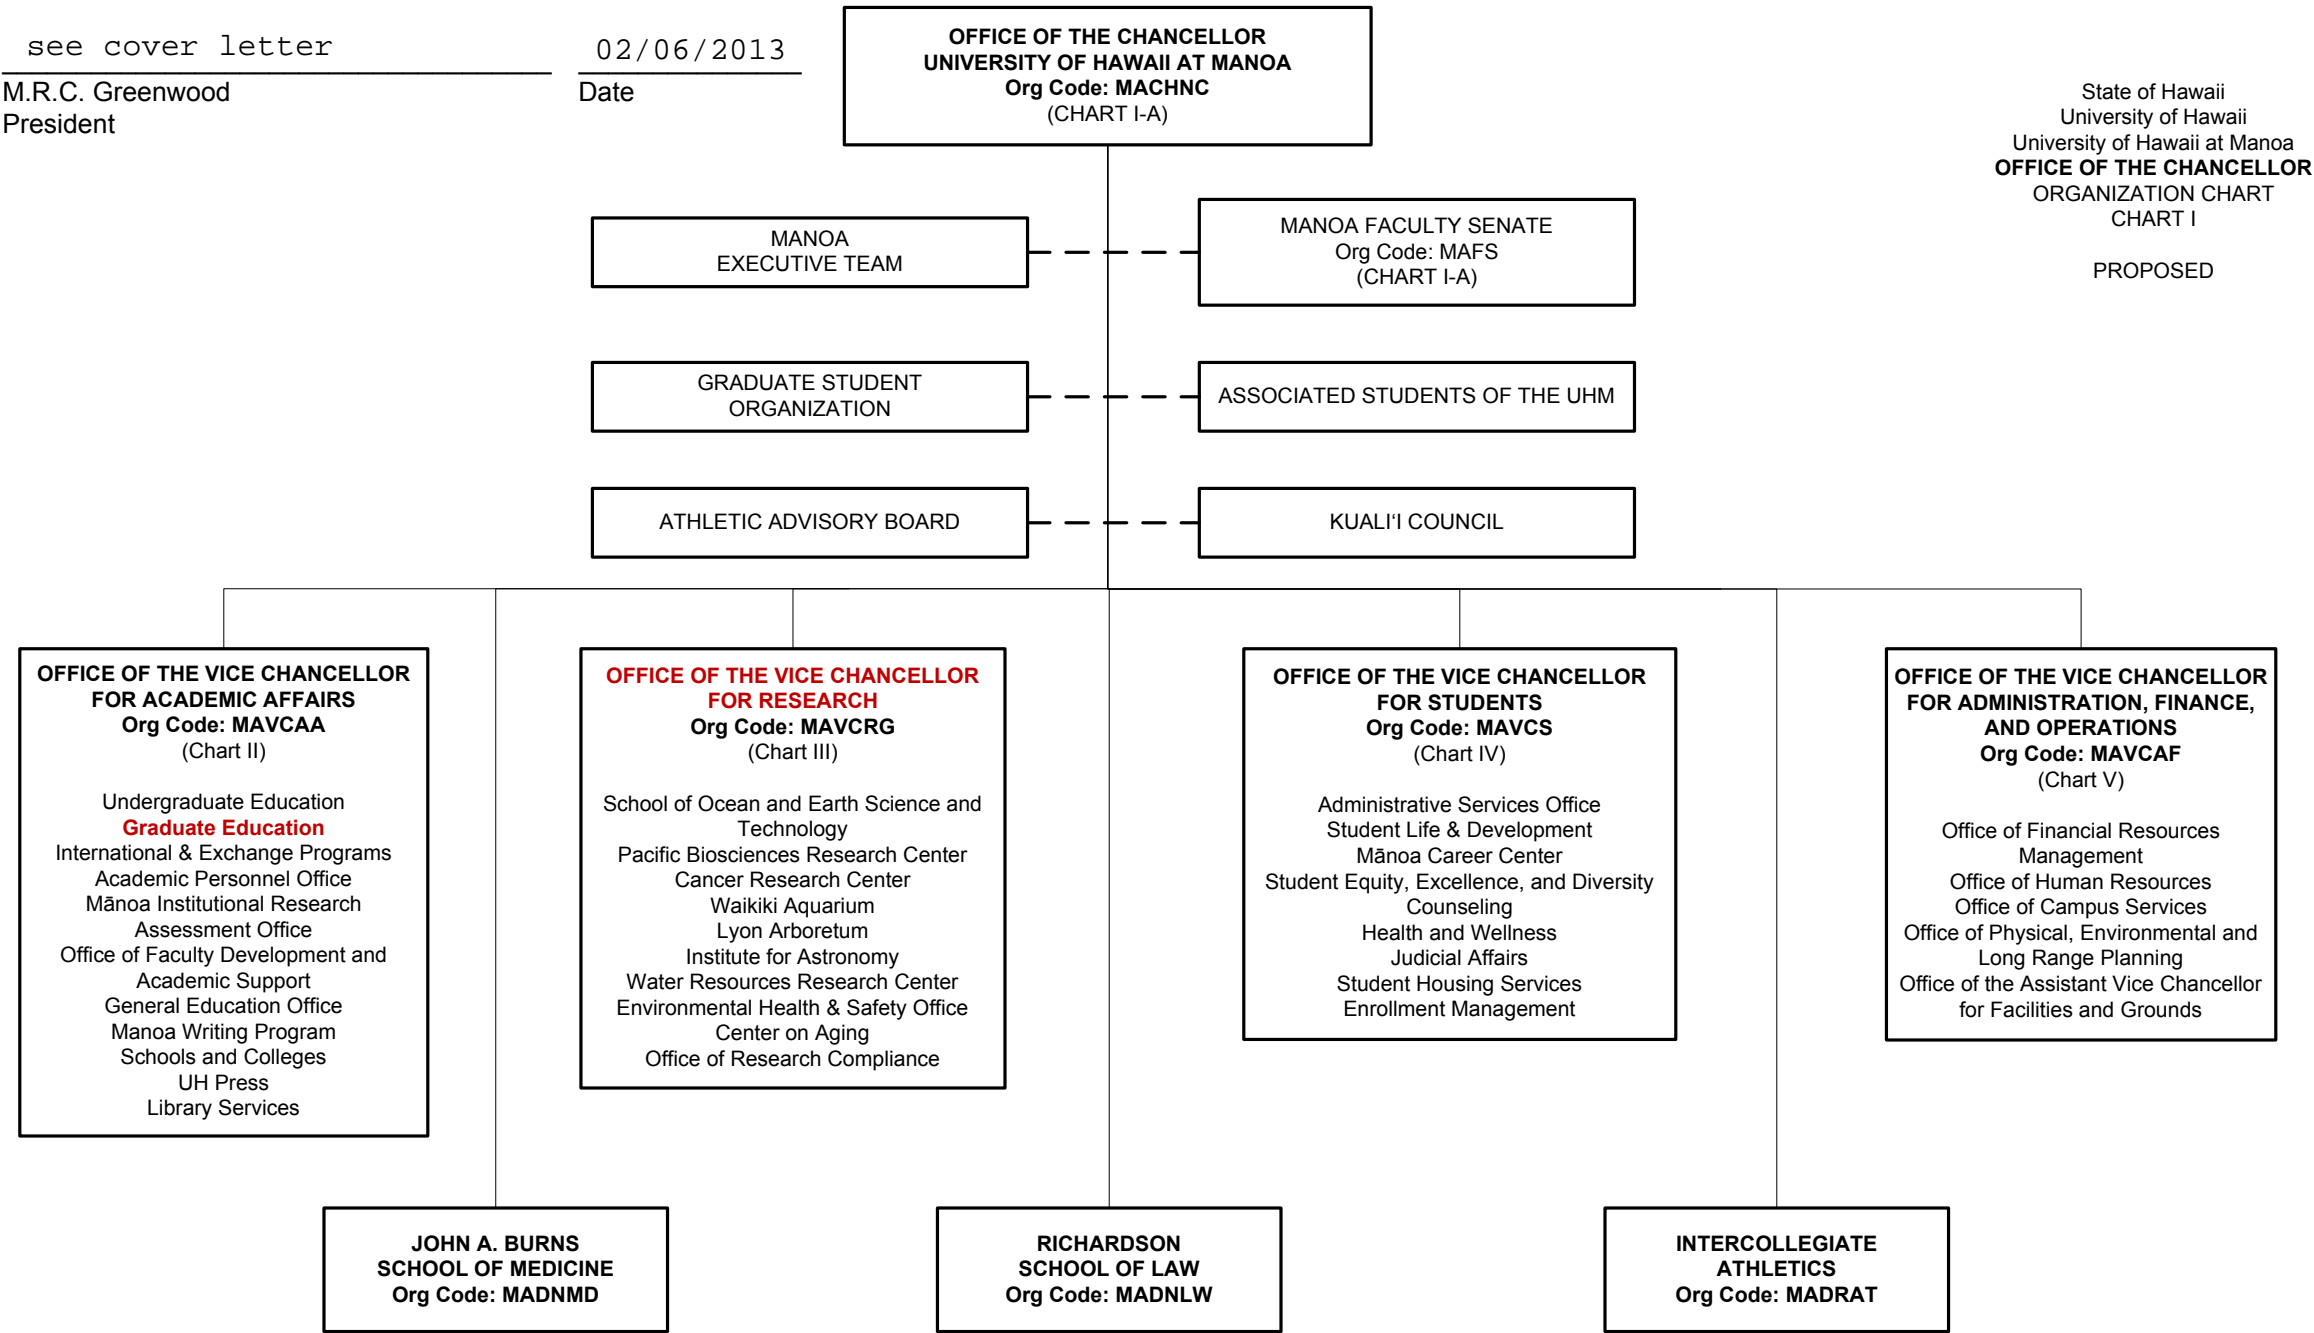 see cover letter
02/06/2013
M.R.C. Greenwood
Date
President
OFFICE OF THE CHANCELLOR
UNIVERSITY OF HAWAII AT MANOA
Org Code: MACHNC
(CHART I-A)
State of Hawaii
University of Hawaii
University of Hawaii at Manoa
OFFICE OF THE CHANCELLOR
ORGANIZATION CHART
CHART I
PROPOSED
MANOA
EXECUTIVE TEAM
MANOA FACULTY SENATE
Org Code: MAFS
(CHART I-A)
GRADUATE STUDENT
ORGANIZATION
ASSOCIATED STUDENTS OF THE UHM
ATHLETIC ADVISORY BOARD
KUALI‘I COUNCIL
OFFICE OF THE VICE CHANCELLOR
FOR ACADEMIC AFFAIRS
Org Code: MAVCAA
(Chart II)
Undergraduate Education
Graduate Education
International & Exchange Programs
Academic Personnel Office
Mānoa Institutional Research
Assessment Office
Office of Faculty Development and
Academic Support
General Education Office
Manoa Writing Program
Schools and Colleges
UH Press
Library Services
OFFICE OF THE VICE CHANCELLOR
FOR RESEARCH
Org Code: MAVCRG
(Chart III)
School of Ocean and Earth Science and
Technology
Pacific Biosciences Research Center
Cancer Research Center
Waikiki Aquarium
Lyon Arboretum
Institute for Astronomy
Water Resources Research Center
Environmental Health & Safety Office
Center on Aging
Office of Research Compliance
OFFICE OF THE VICE CHANCELLOR
FOR STUDENTS
Org Code: MAVCS
(Chart IV)
Administrative Services Office
Student Life & Development
Mānoa Career Center
Student Equity, Excellence, and Diversity
Counseling
Health and Wellness
Judicial Affairs
Student Housing Services
Enrollment Management
OFFICE OF THE VICE CHANCELLOR
FOR ADMINISTRATION, FINANCE,
AND OPERATIONS
Org Code: MAVCAF
(Chart V)
Office of Financial Resources
Management
Office of Human Resources
Office of Campus Services
Office of Physical, Environmental and
Long Range Planning
Office of the Assistant Vice Chancellor
for Facilities and Grounds
JOHN A. BURNS
SCHOOL OF MEDICINE
Org Code: MADNMD
RICHARDSON
SCHOOL OF LAW
Org Code: MADNLW
INTERCOLLEGIATE
ATHLETICS
Org Code: MADRAT